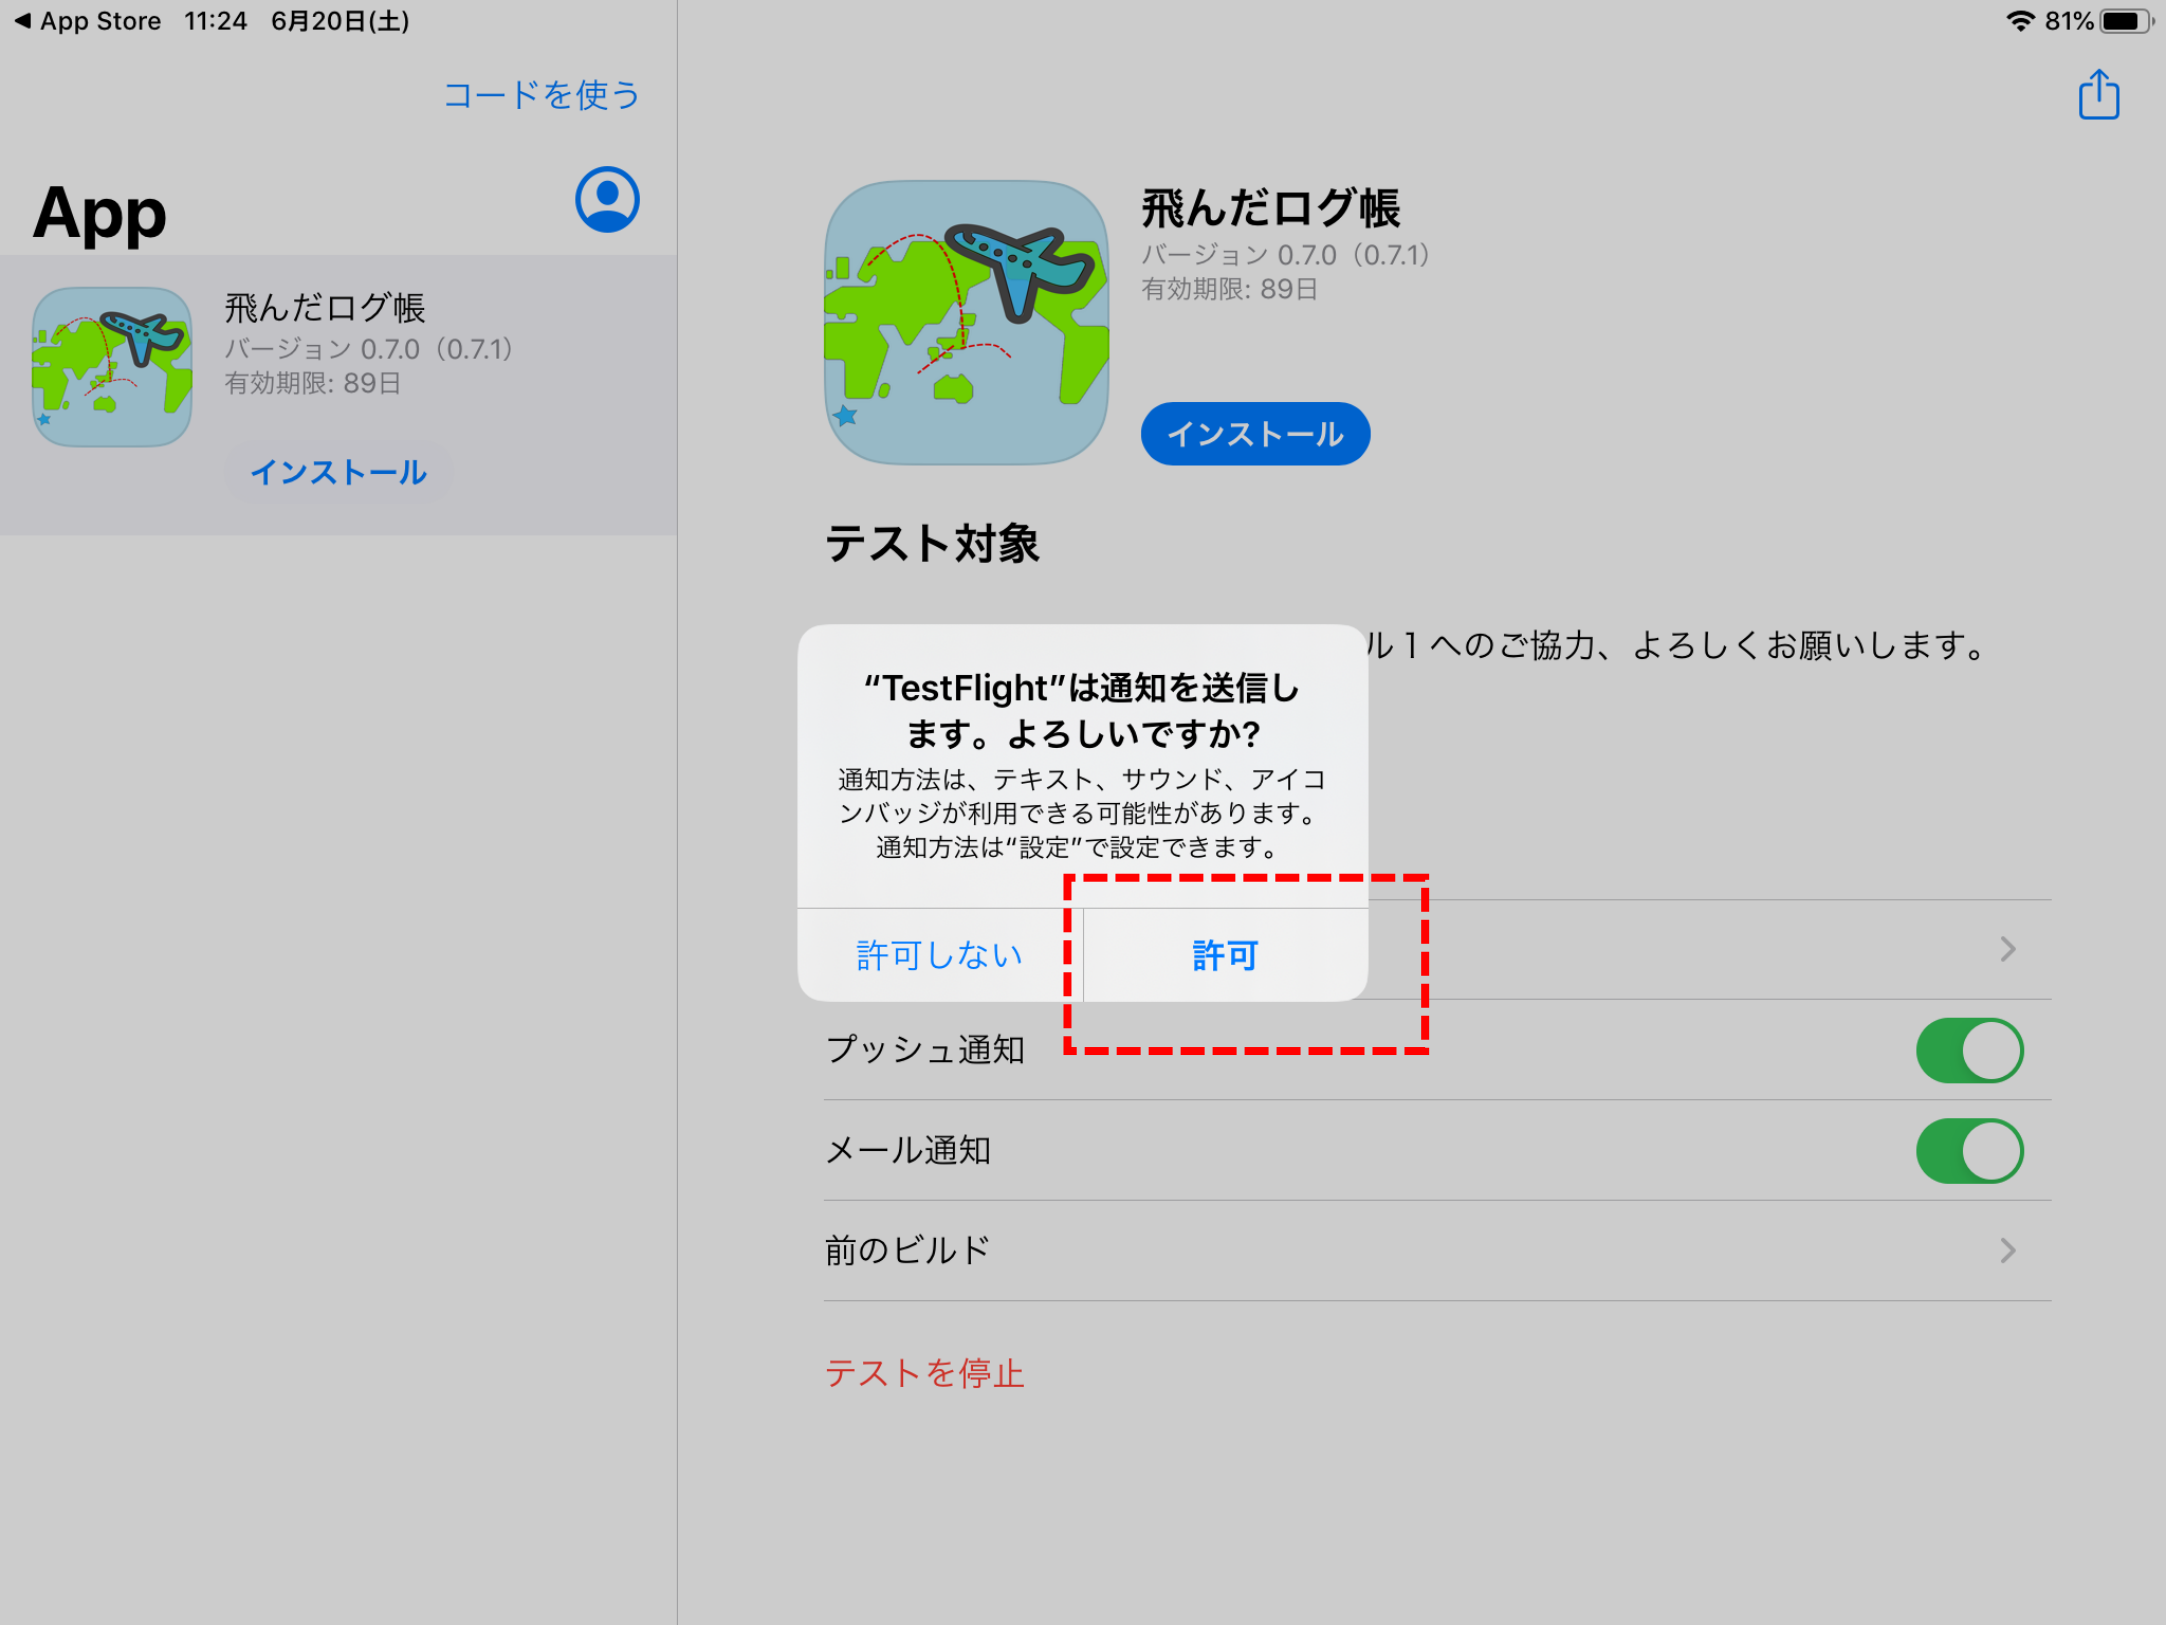 ◀ App Store 11:24 6月20日(土)
81%
コードを使う
App
飛んだログ帳
バージョン 0.7.0（0.7.1）
有効期限: 89日
インストール
飛んだログ帳
バージョン 0.7.0（0.7.1）
有効期限: 89日
インストール
テスト対象
ル１へのご協力、よろしくお願いします。
“TestFlight”は通知を送信し
ます。よろしいですか?
通知方法は、テキスト、サウンド、アイコ
ンバッジが利用できる可能性があります。
通知方法は“設定”で設定できます。
許可しない
許可
プッシュ通知
メール通知
前のビルド
テストを停止